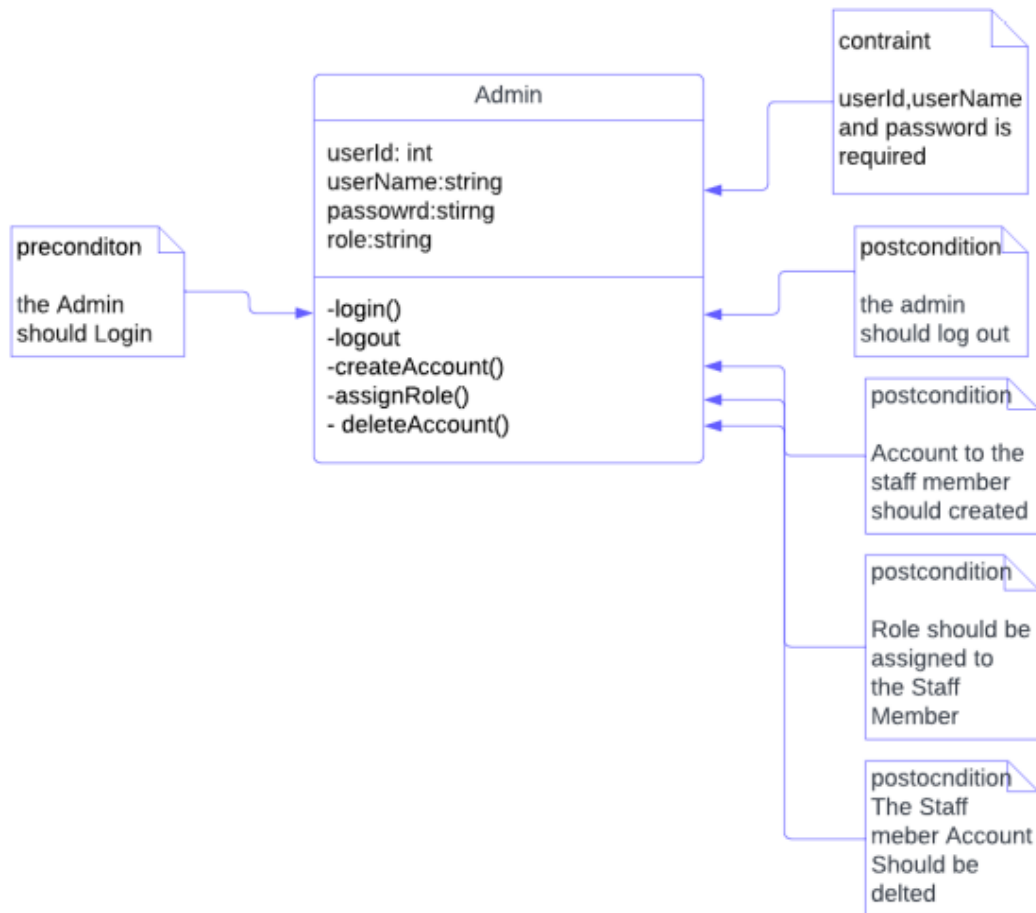 contraint
userId,userName
and password is
required
Admin
userId: int
userName:string
passowrd:stirng
role:string
preconditon
the Admin
should Login
-login()
-logout
-createAccount()
-assignRole()
- deleteAccount()
postcondition
the admin
should log out
postcondition
Account to the
staff member
should created
postcondition
Role should be
assigned to
the Staff
Member
postocndition
The Staff
meber Account
Should be
delted